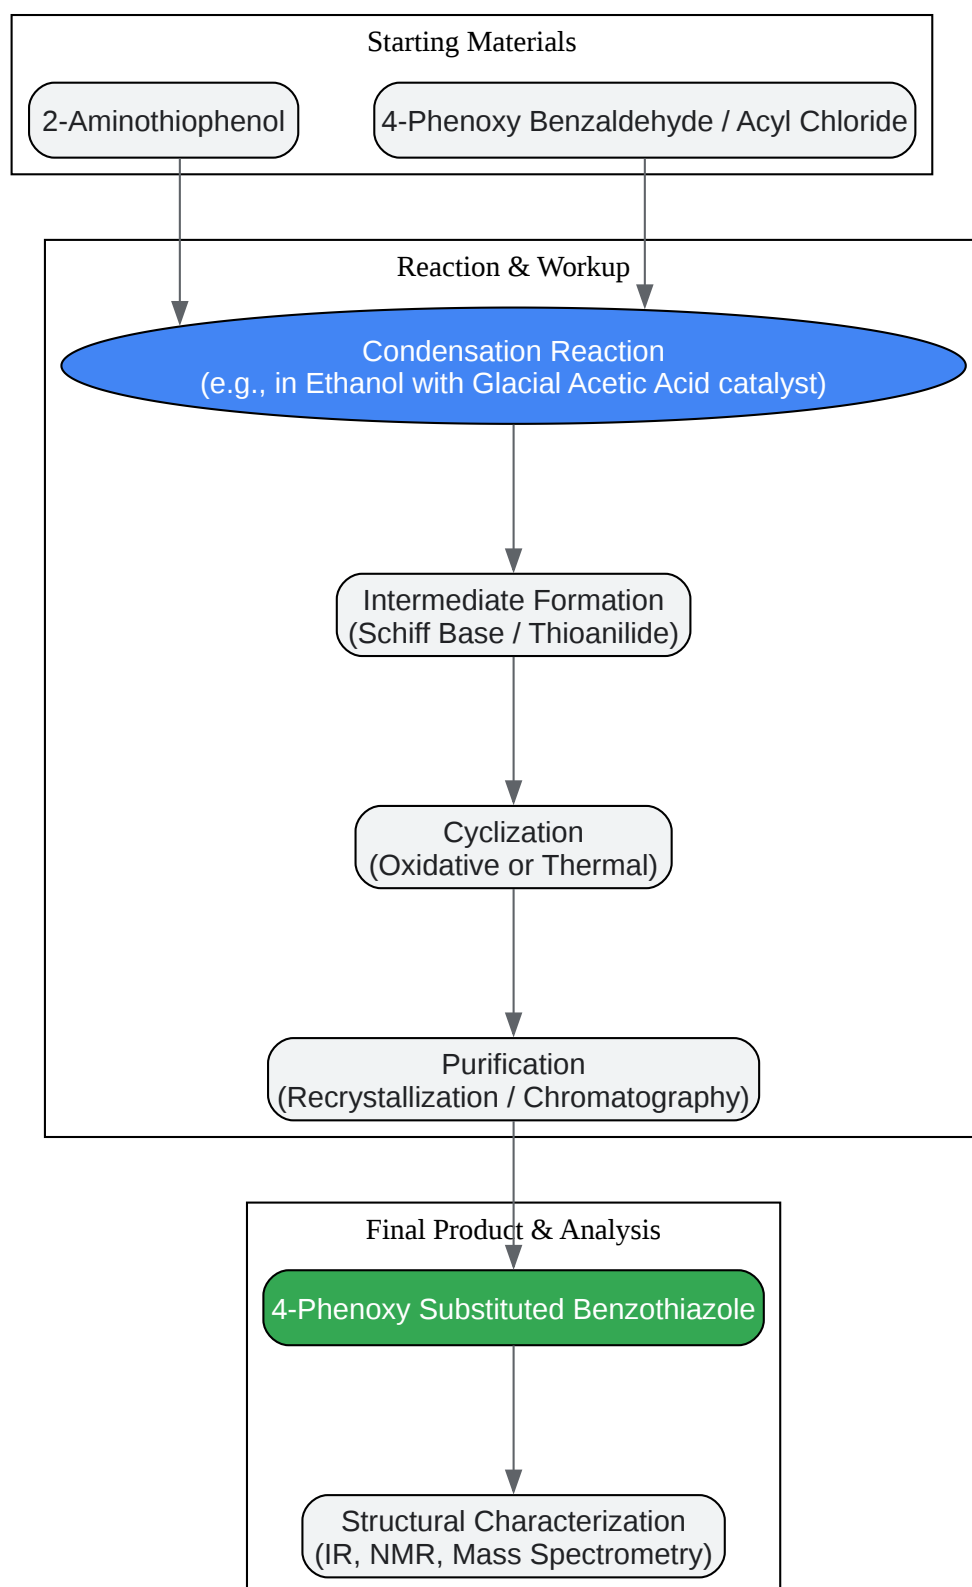 Starting Materials
2-Aminothiophenol
4-Phenoxy Benzaldehyde / Acyl Chloride
Reaction & Workup
Condensation Reaction
(e.g., in Ethanol with Glacial Acetic Acid catalyst)
Intermediate Formation
(Schiff Base / Thioanilide)
Cyclization
(Oxidative or Thermal)
Purification
(Recrystallization / Chromatography)
Final Product & Analysis
4-Phenoxy Substituted Benzothiazole
Structural Characterization
(IR, NMR, Mass Spectrometry)